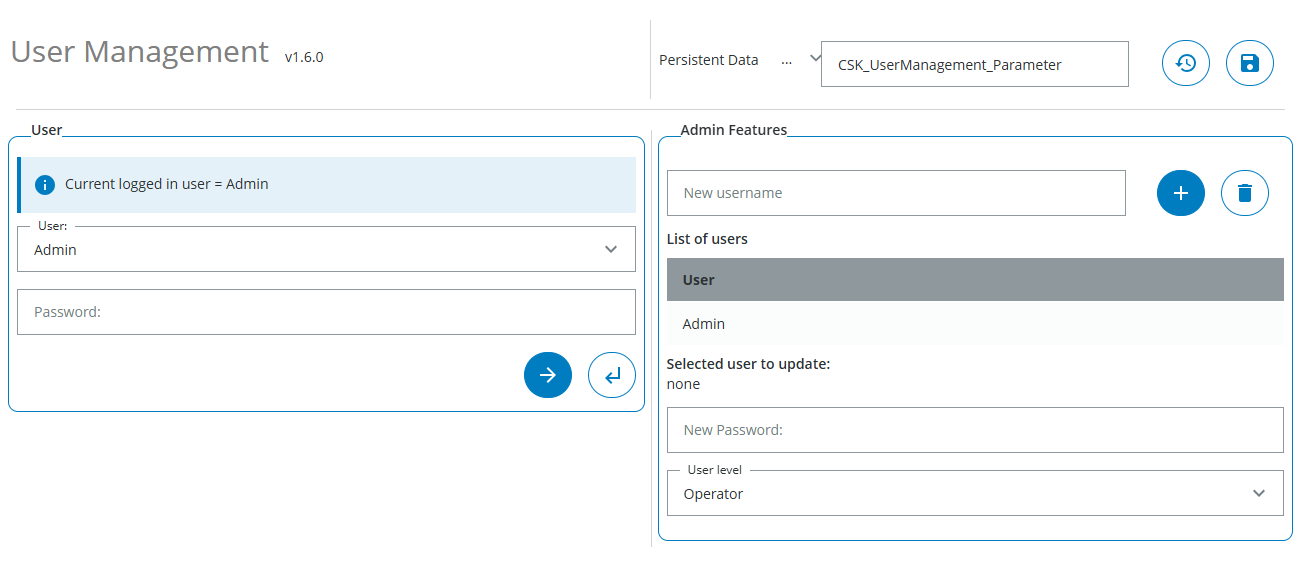 User Management v1.6.0
Persistent Data ... CSK_UserManagement_Parameter
User
Current logged in user = Admin
User:
Admin
Password:
Admin Features
New username
List of users
User
Admin
Selected user to update:
none
New Password:
User level
Operator